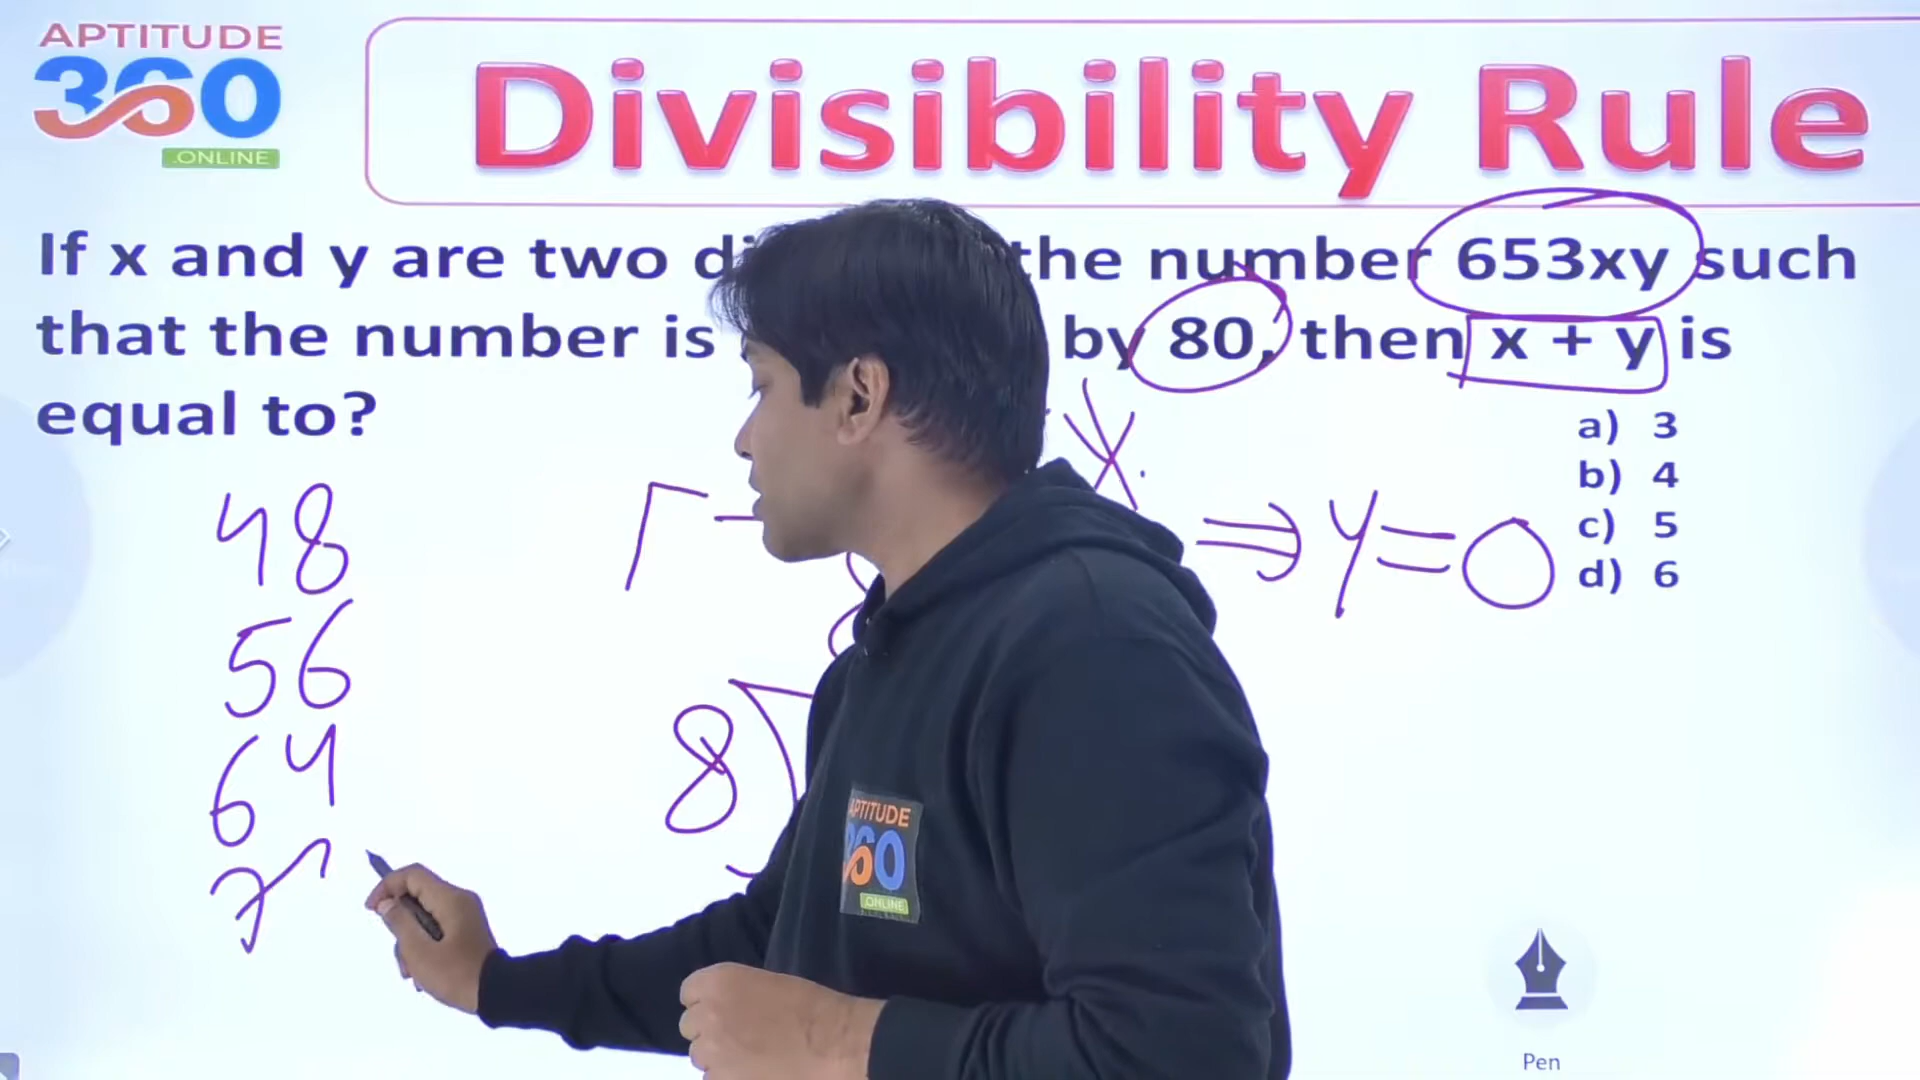 APTITUDE
360
.ONLINE
Divisibility Rule
If x and y are two the number 653xy such
that the number is by 80, then x + y is
equal to?
a) 3
b) 4
c) 5
d) 6
x
⇒ y = 0
48
56
64
8)
7
APTITUDE
360
.ONLINE
Pen